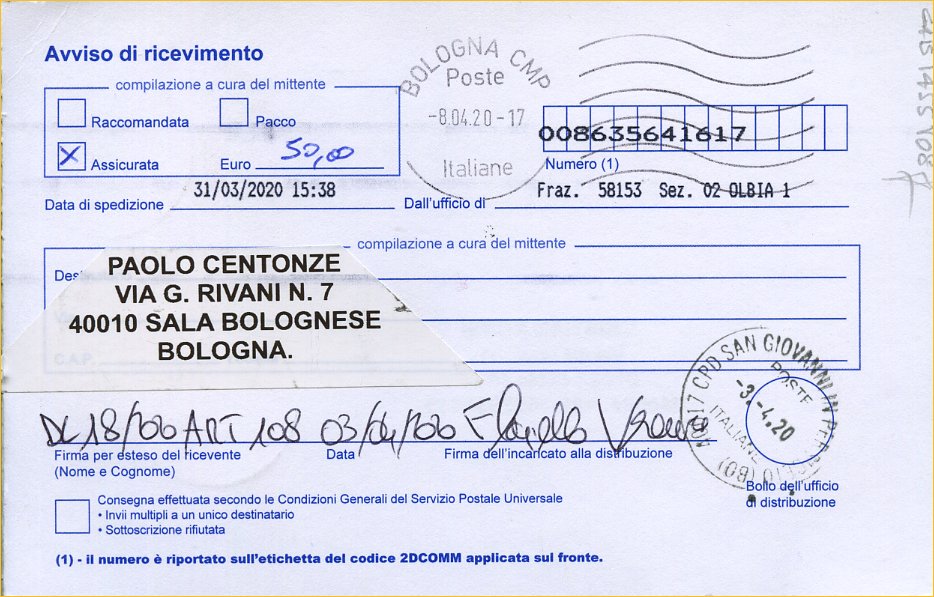 Avviso di ricevimento
compilazione a cura del mittente
Raccomandata
Pacco
Assicurata
Euro 50,00
BOLOGNA CMP
Poste
-8.04.20-17
Italiane
008635641617
Numero (1)
Data di spedizione 31/03/2020 15:38
Dall'ufficio di Fraz. 58153 Sez. 02 OLBIA 1
compilazione a cura del mittente
PAOLO CENTONZE
VIA G. RIVANI N. 7
40010 SALA BOLOGNESE
BOLOGNA.
C.A.P.
DL 18/20 ART 108 03/04/20
Firma per esteso del ricevente
(Nome e Cognome)
Data
Firma dell'incaricato alla distribuzione
40017 CPD SAN GIOVANNI IN PERSICETO (BO)
POSTE
-3.-4.20
ITALIANE
Bollo dell'ufficio
di distribuzione
Consegna effettuata secondo le Condizioni Generali del Servizio Postale Universale
• Invii multipli a un unico destinatario
• Sottoscrizione rifiutata
(1) - il numero è riportato sull'etichetta del codice 2DCOMM applicata sul fronte.